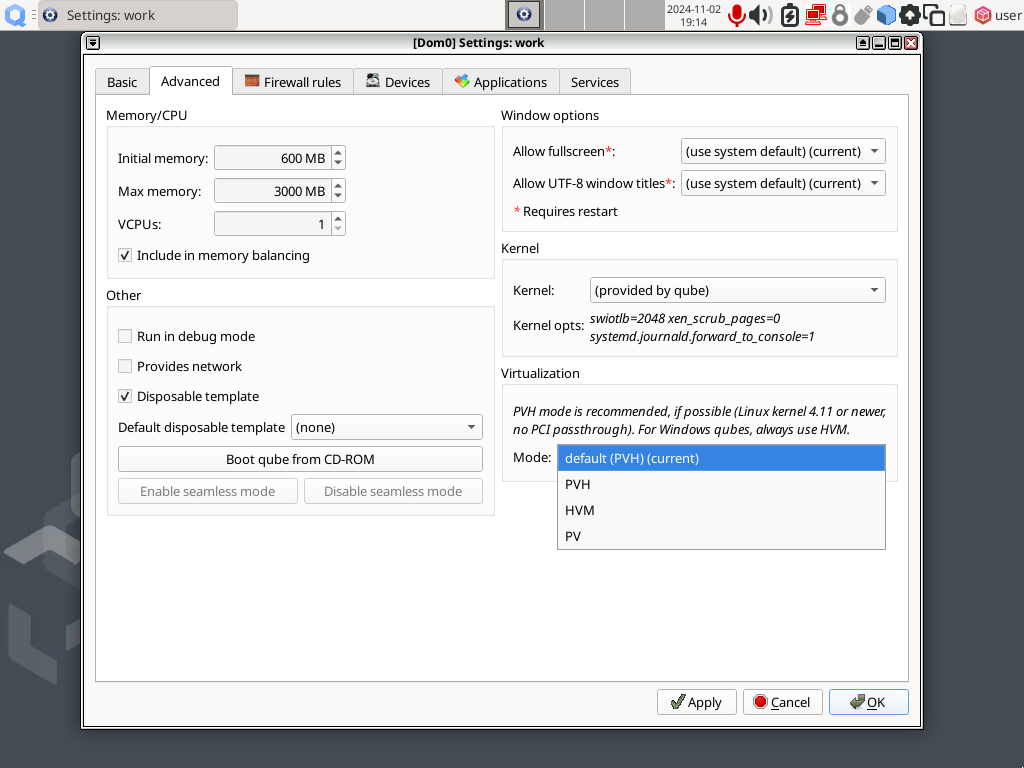 Settings: work
2024-11-02
19:14
user
[Dom0] Settings: work
Basic
Advanced
Firewall rules
Devices
Applications
Services
Memory/CPU
Initial memory: 600 MB
Max memory: 3000 MB
VCPUs: 1
Include in memory balancing
Other
Run in debug mode
Provides network
Disposable template
Default disposable template (none)
Boot qube from CD-ROM
Enable seamless mode
Disable seamless mode
Window options
Allow fullscreen*: (use system default) (current)
Allow UTF-8 window titles*: (use system default) (current)
* Requires restart
Kernel
Kernel: (provided by qube)
Kernel opts: swiotlb=2048 xen_scrub_pages=0
systemd.journald.forward_to_console=1
Virtualization
PVH mode is recommended, if possible (Linux kernel 4.11 or newer,
no PCI passthrough). For Windows qubes, always use HVM.
Mode: default (PVH) (current)
PVH
HVM
PV
Apply
Cancel
OK